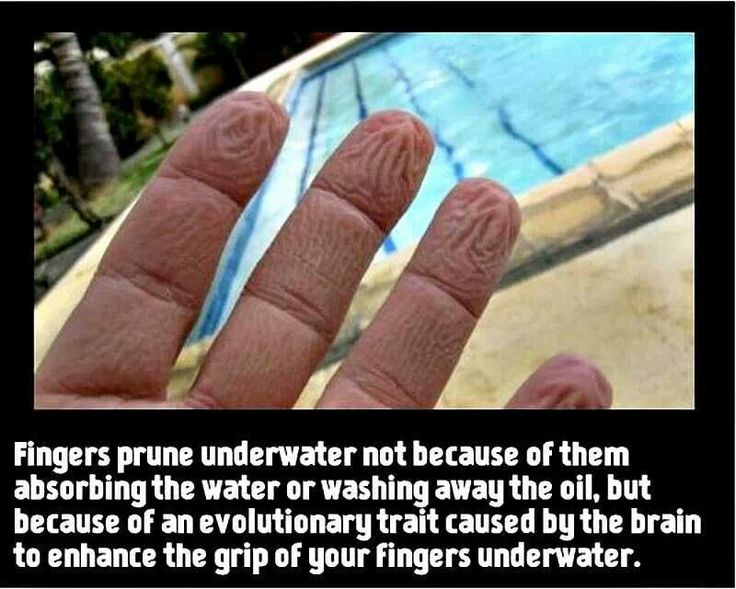 Fingers prune underwater not because of them
absorbing the water or washing away the oil, but
because of an evolutionary trait caused by the brain
to enhance the grip of your fingers underwater.